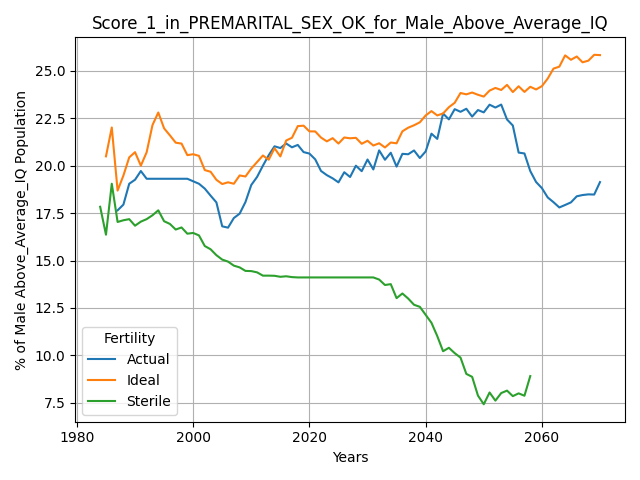 Score_1_in_PREMARITAL_SEX_OK_for_Male_Above_Average_IQ
% of Male Above_Average_IQ Population
25.0
22.5
20.0
17.5
15.0
12.5
10.0
7.5
Fertility
Actual
Ideal
Sterile
1980
2000
2020
2040
2060
Years